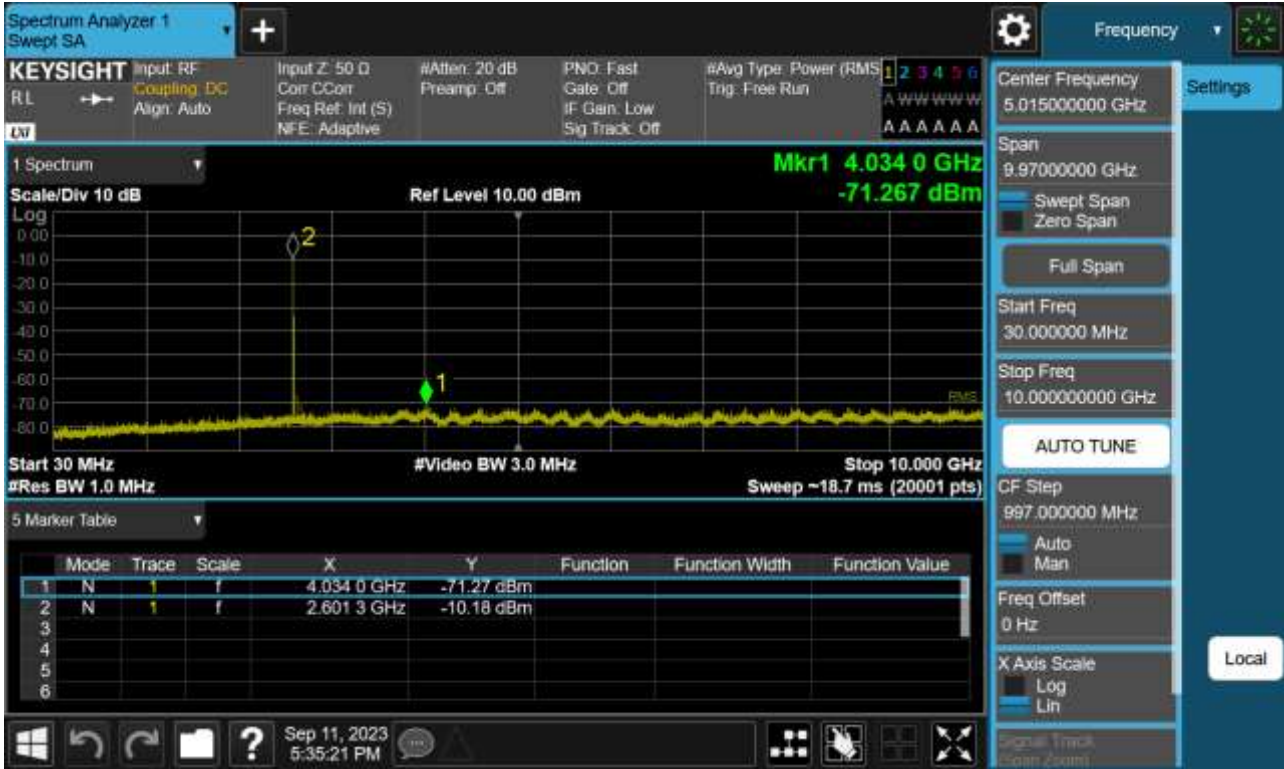 Spectrum Analyzer 1
Swept SA
+
Frequency
KEYSIGHT
RL
LXI
Input: RF
Coupling: DC
Align: Auto
Input Z: 50 Ω
Corr CCorr
Freq Ref: Int (S)
NFE: Adaptive
#Atten: 20 dB
Preamp: Off
PNO: Fast
Gate: Off
IF Gain: Low
Sig Track: Off
#Avg Type: Power (RMS
Trig: Free Run
1 2 3 4 5 6
A W W W W W
A A A A A A
1 Spectrum
Mkr1 4.034 0 GHz
Scale/Div 10 dB
Ref Level 10.00 dBm
-71.267 dBm
Log
0.00
-10.0
-20.0
-30.0
-40.0
-50.0
-60.0
-70.0
-80.0
2
1
RMS
Start 30 MHz
#Video BW 3.0 MHz
Stop 10.000 GHz
#Res BW 1.0 MHz
Sweep ~18.7 ms (20001 pts)
5 Marker Table
Mode Trace Scale X Y Function Function Width Function Value
1 N 1 f 4.034 0 GHz -71.27 dBm
2 N 1 f 2.601 3 GHz -10.18 dBm
3
4
5
6
Sep 11, 2023
5:35:21 PM
?
Center Frequency
5.015000000 GHz
Settings
Span
9.97000000 GHz
Swept Span
Zero Span
Full Span
Start Freq
30.000000 MHz
Stop Freq
10.000000000 GHz
AUTO TUNE
CF Step
997.000000 MHz
Auto
Man
Freq Offset
0 Hz
X Axis Scale
Log
Lin
Local
Signal Track
(Span Zoom)